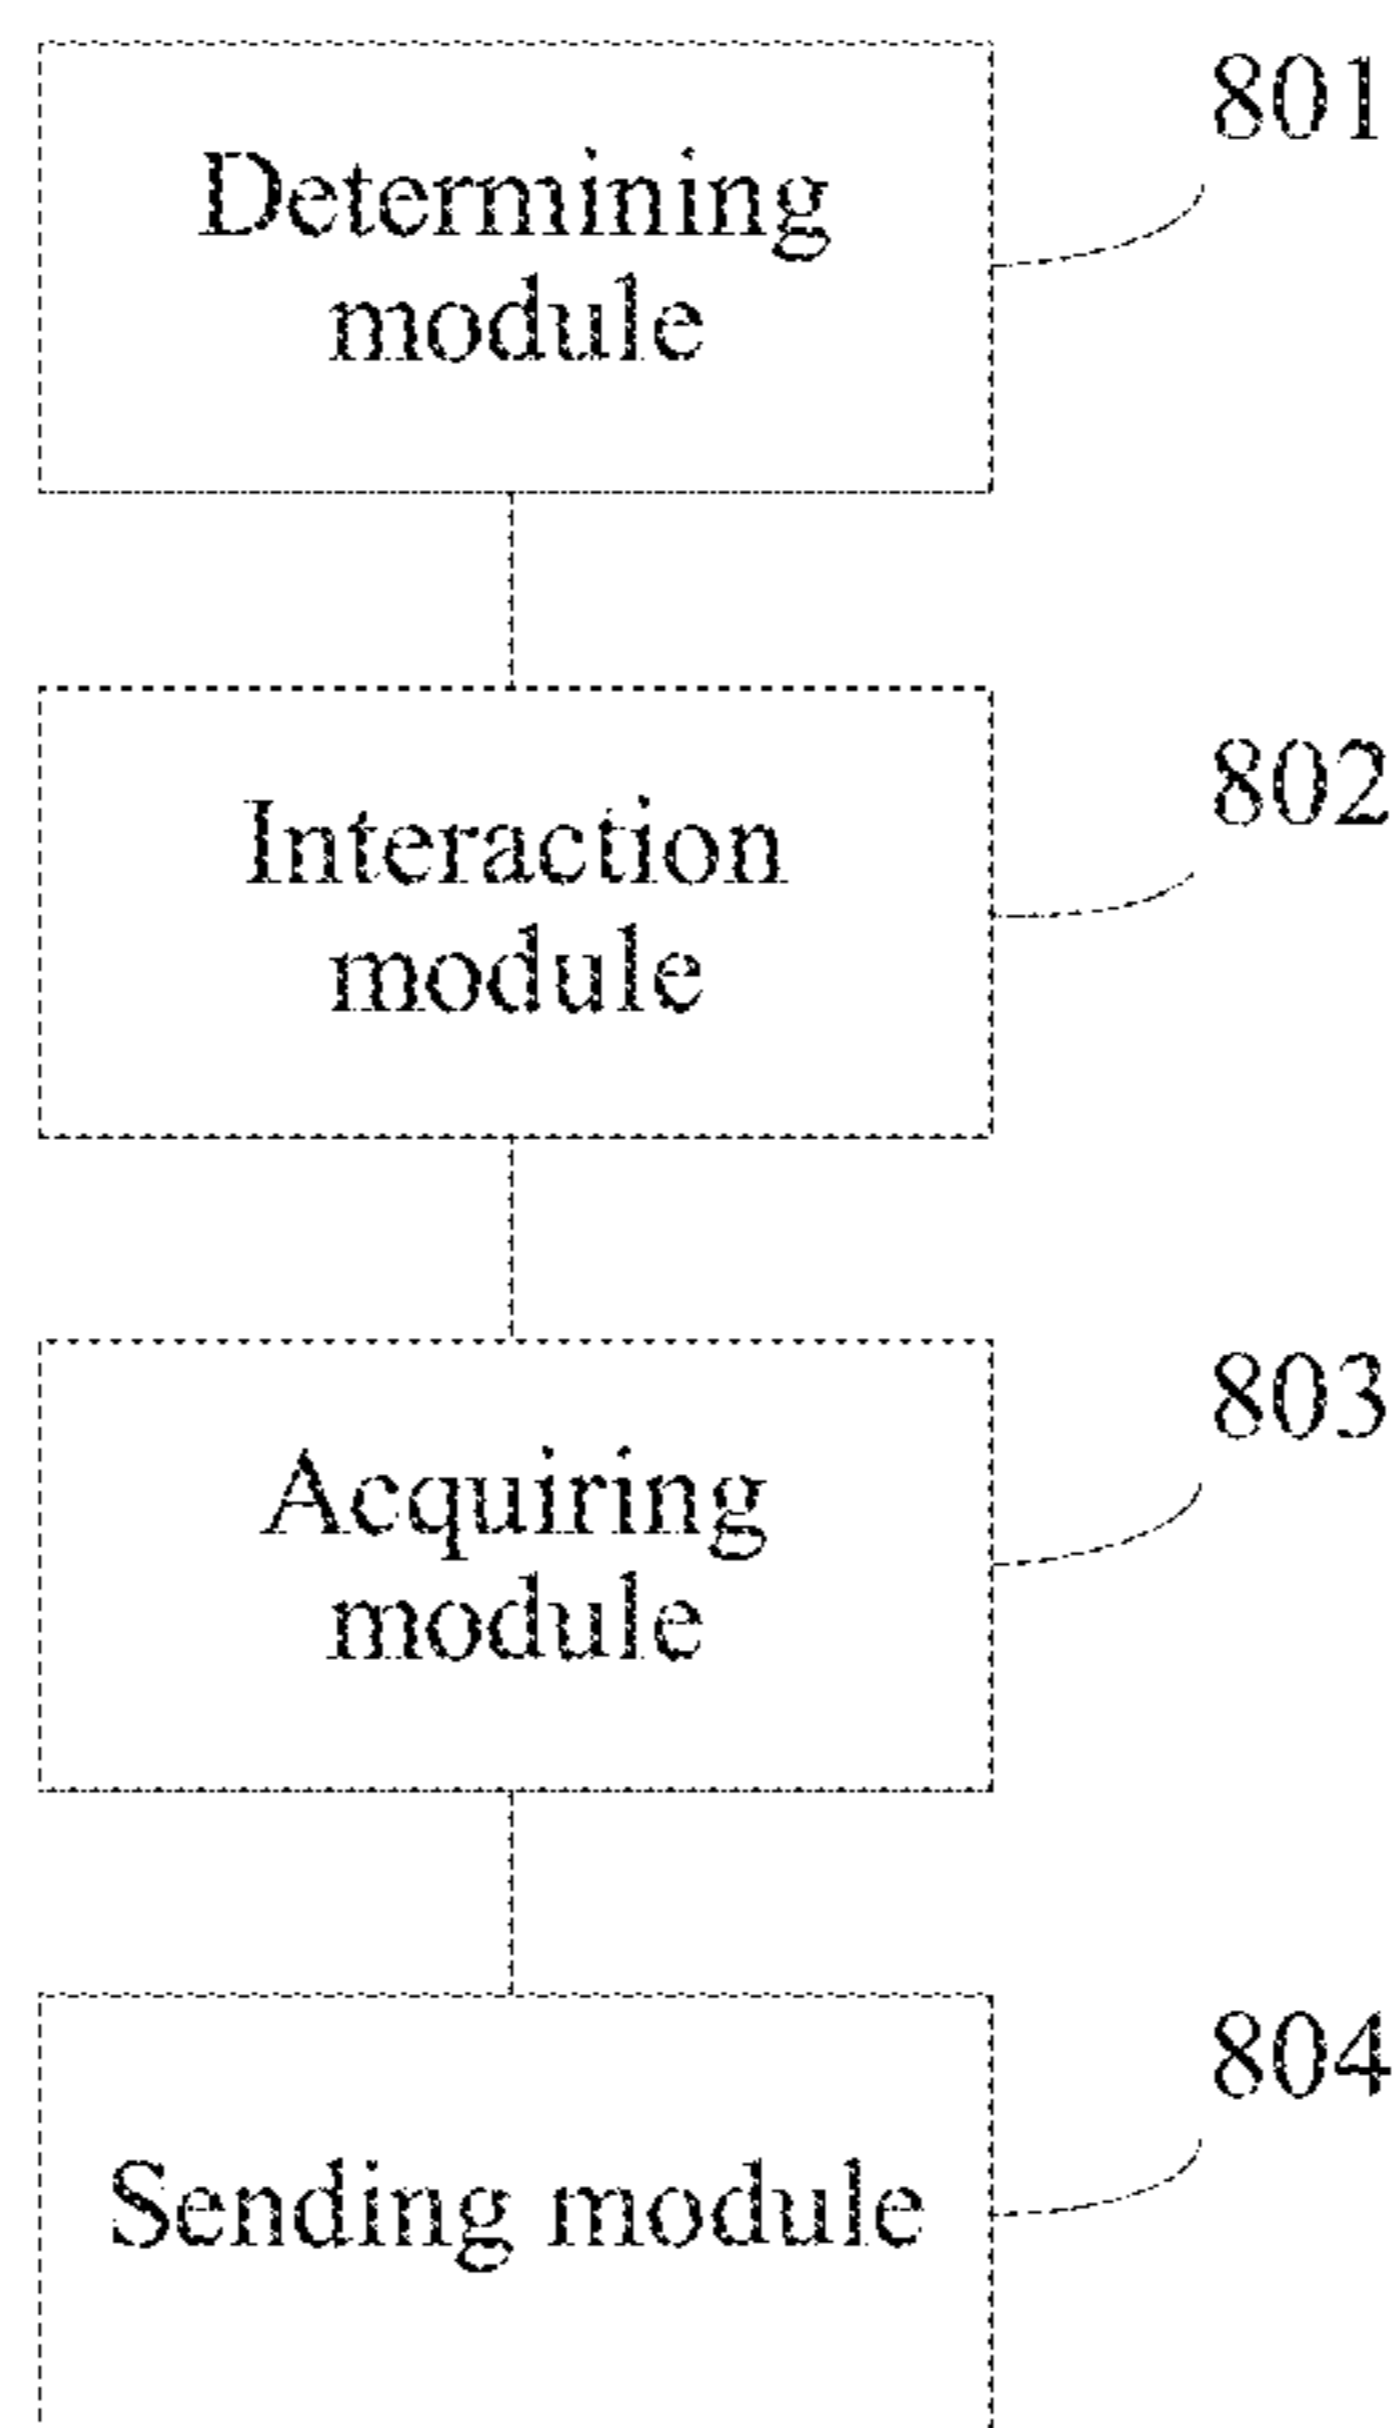 801
Determining
module
802
Interaction
module
803
Acquiring
module
804
Sending module